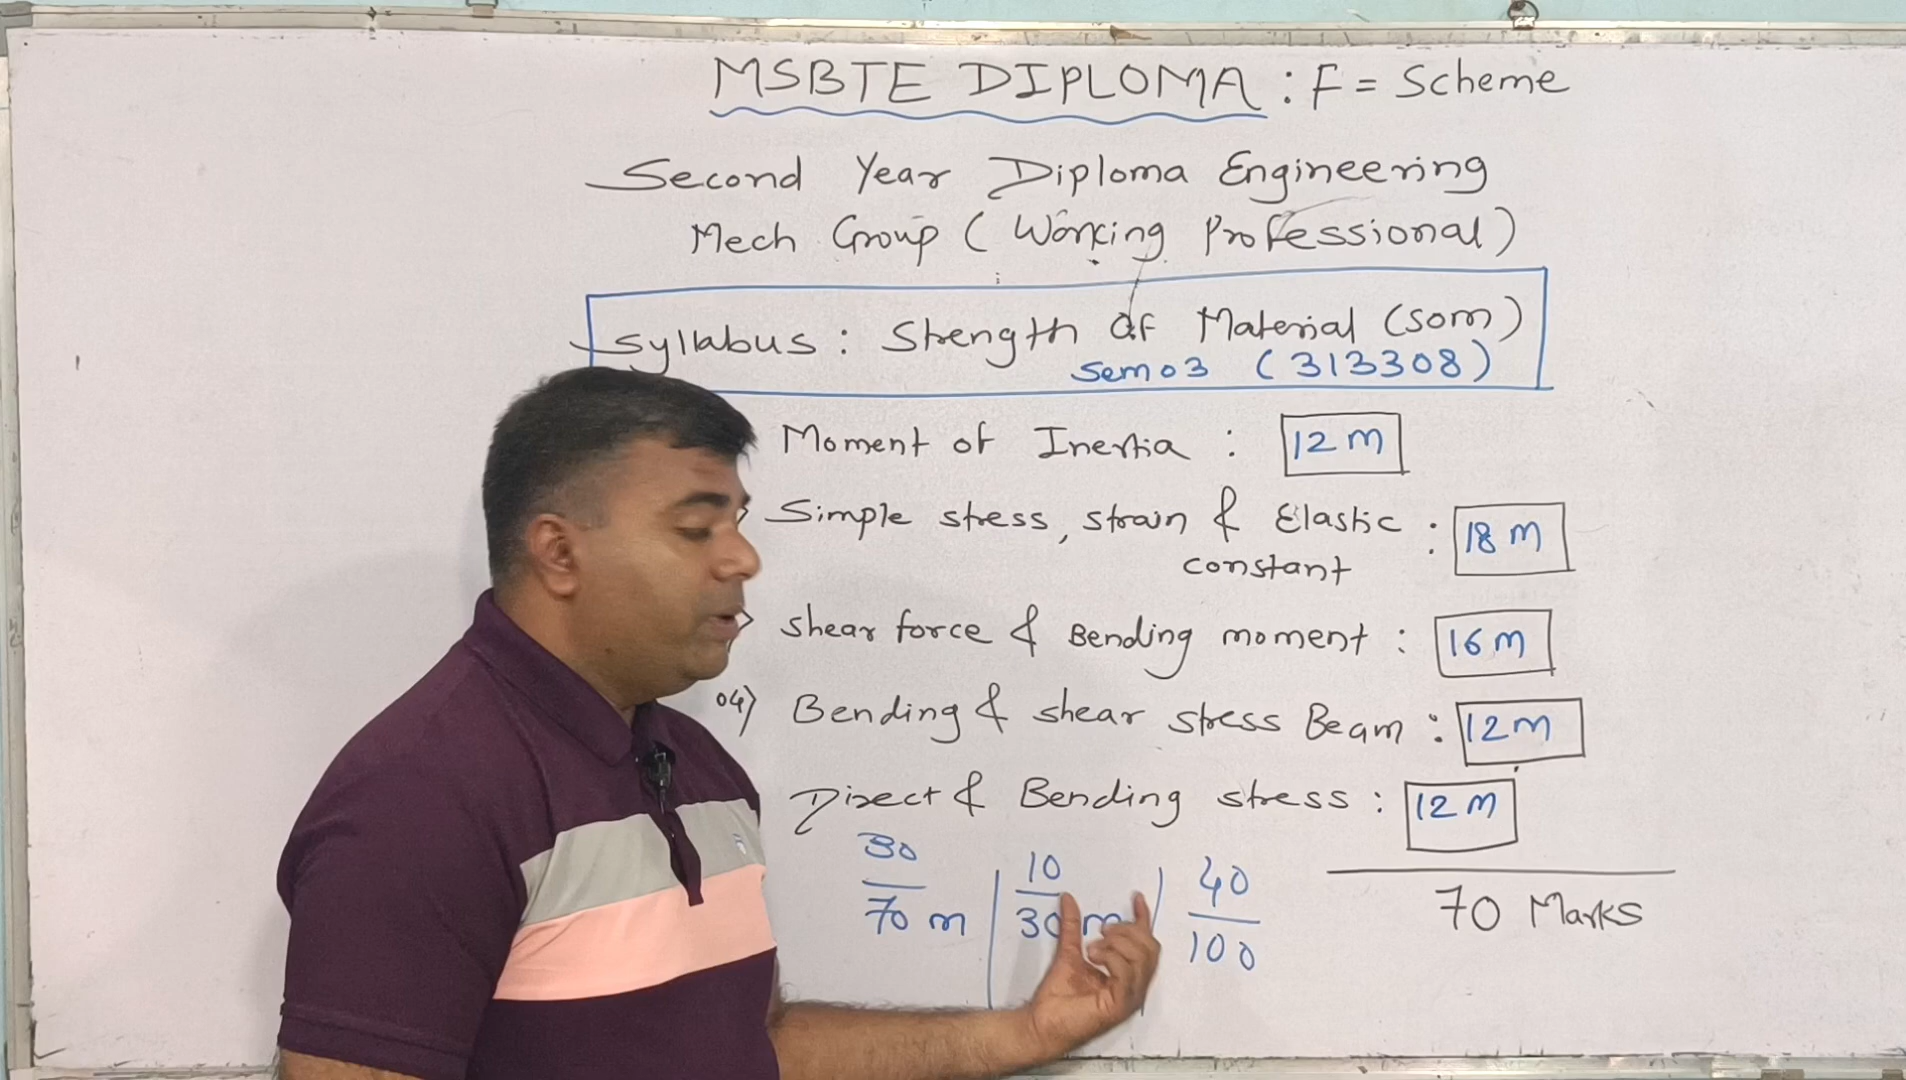 MSBTE DIPLOMA : F = Scheme
Second Year Diploma Engineering
Mech Group (Working Professional)
Syllabus : Strength of Material (SOM)
Sem 03 (313308)
Moment of Inertia : 12 M
Simple stress, strain & Elastic constant : 18 M
Shear force & Bending moment : 16 M
04) Bending & shear stress Beam : 12 M
Direct & Bending stress : 12 M
30/70 m | 10/30 m | 40/100
70 Marks